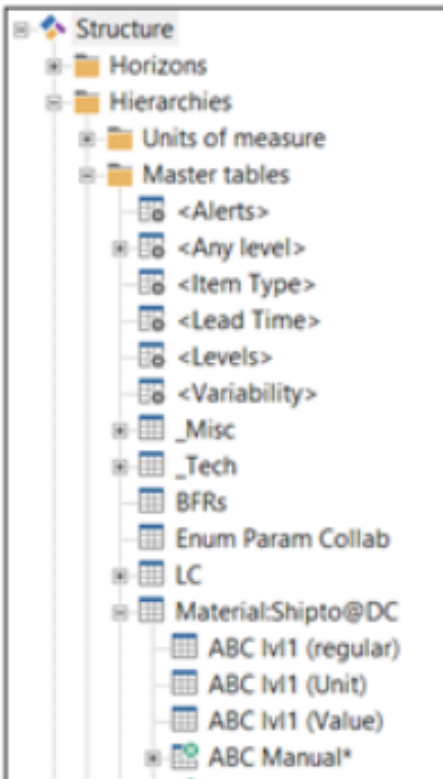 Structure
Horizons
Hierarchies
Units of measure
Master tables
<Alerts>
<Any level>
<Item Type>
<Lead Time>
<Levels>
<Variability>
_Misc
_Tech
BFRs
Enum Param Collab
LC
Material:Shipto@DC
ABC lvl1 (regular)
ABC lvl1 (Unit)
ABC lvl1 (Value)
ABC Manual*